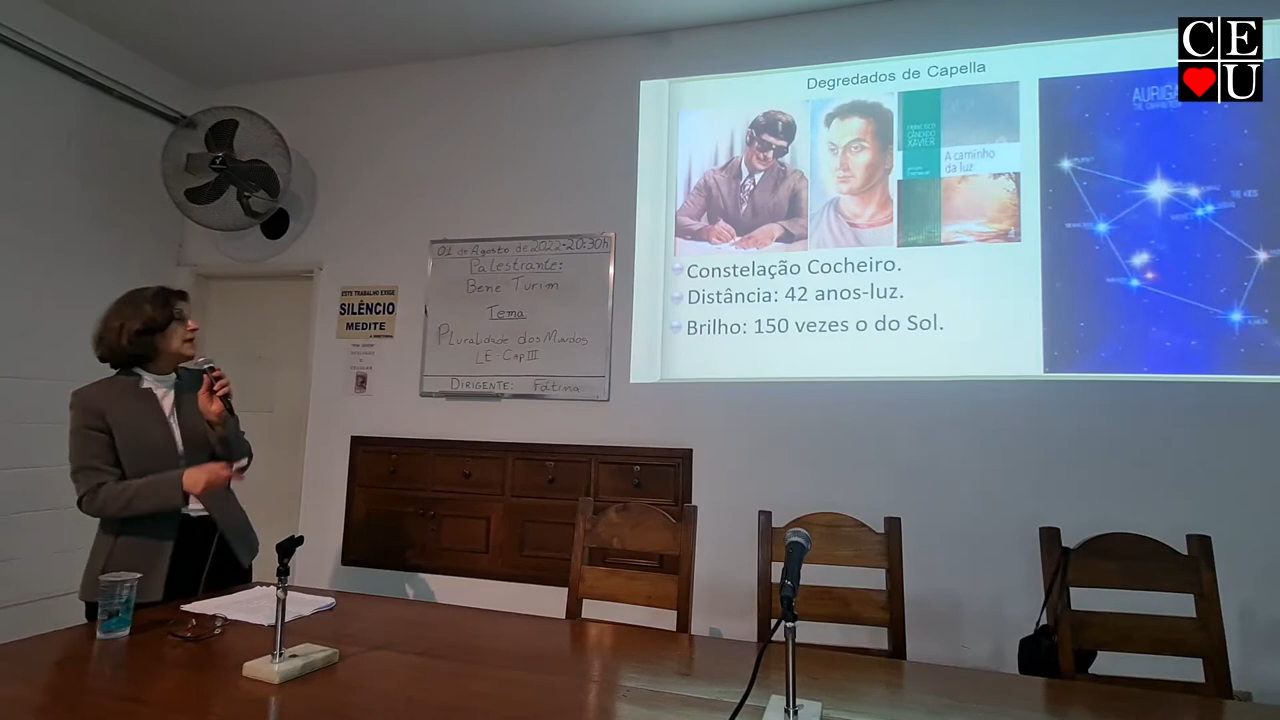 CE
U
Degredados de Capella
FRANCISCO
CÂNDIDO
XAVIER
A caminho
da luz
AURIGA
Constelação Cocheiro.
Distância: 42 anos-luz.
Brilho: 150 vezes o do Sol.
01 de Agosto de 2022-20:30h
Palestrante:
Bene Turim
Tema
Pluralidade dos Mundos
LE-Cap III
DIRIGENTE: Fátima
ESTE TRABALHO EXIGE
SILÊNCIO
MEDITE